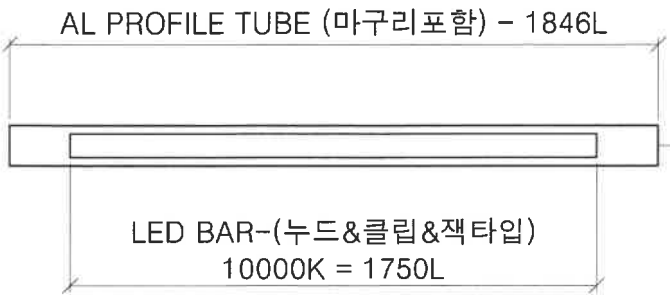 AL PROFILE TUBE (마구리포함) - 1846L
LED BAR-(누드&클립&잭타입)
10000K = 1750L